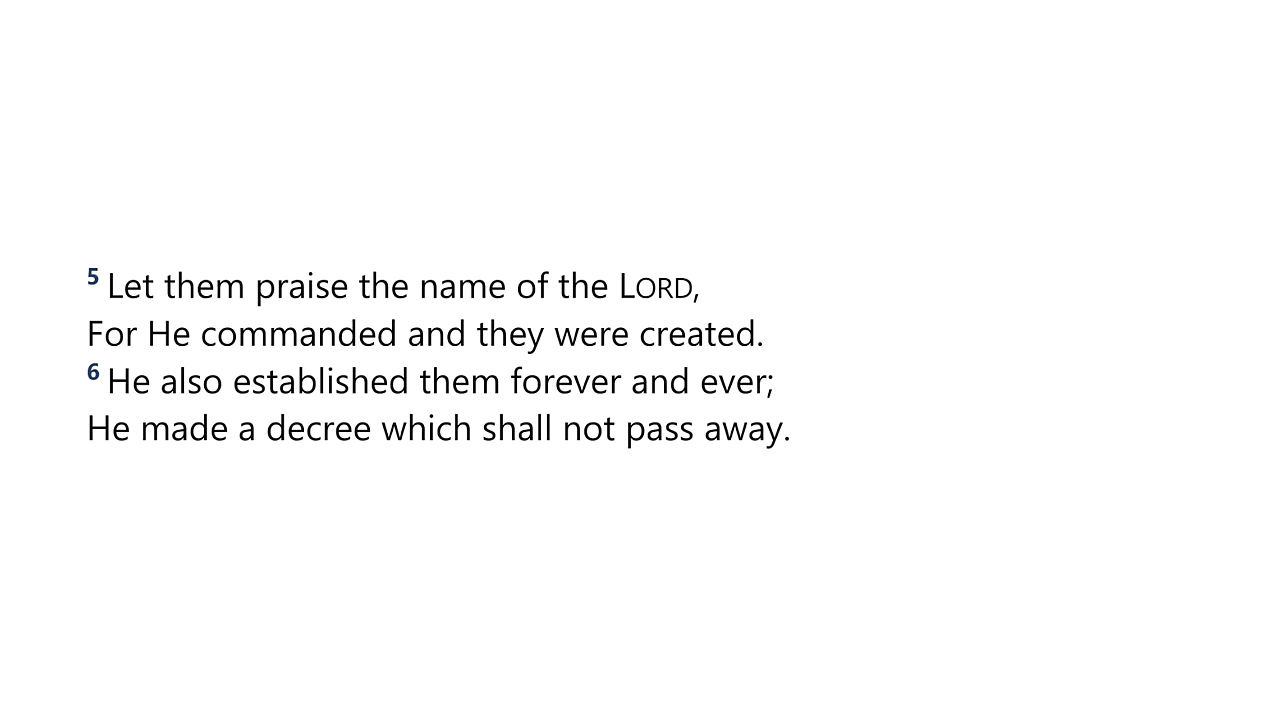 5 Let them praise the name of the LORD,
For He commanded and they were created.
6 He also established them forever and ever;
He made a decree which shall not pass away.